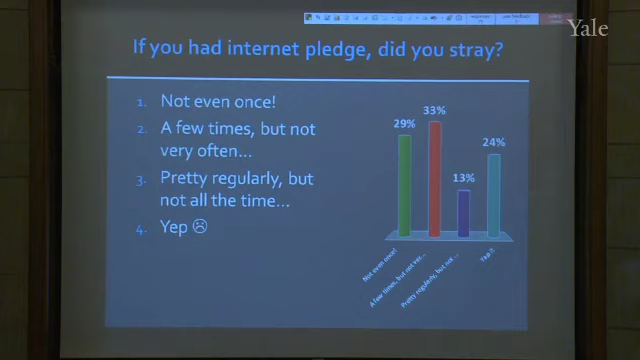 Yale
If you had internet pledge, did you stray?
1. Not even once!
2. A few times, but not
very often...
3. Pretty regularly, but
not all the time...
4. Yep ☹
29%
33%
13%
24%
Not even once!
A few times, but not ver...
Pretty regularly, but not ...